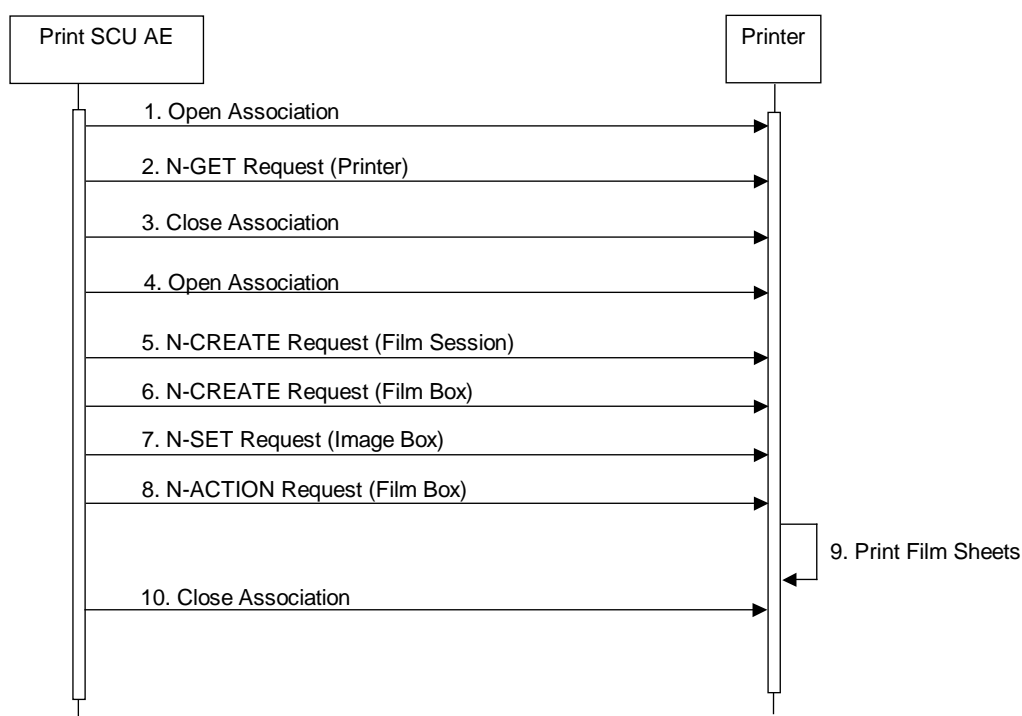 Print SCU AE
Printer
1. Open Association
2. N-GET Request (Printer)
3. Close Association
4. Open Association
5. N-CREATE Request (Film Session)
6. N-CREATE Request (Film Box)
7. N-SET Request (Image Box)
8. N-ACTION Request (Film Box)
9. Print Film Sheets
10. Close Association